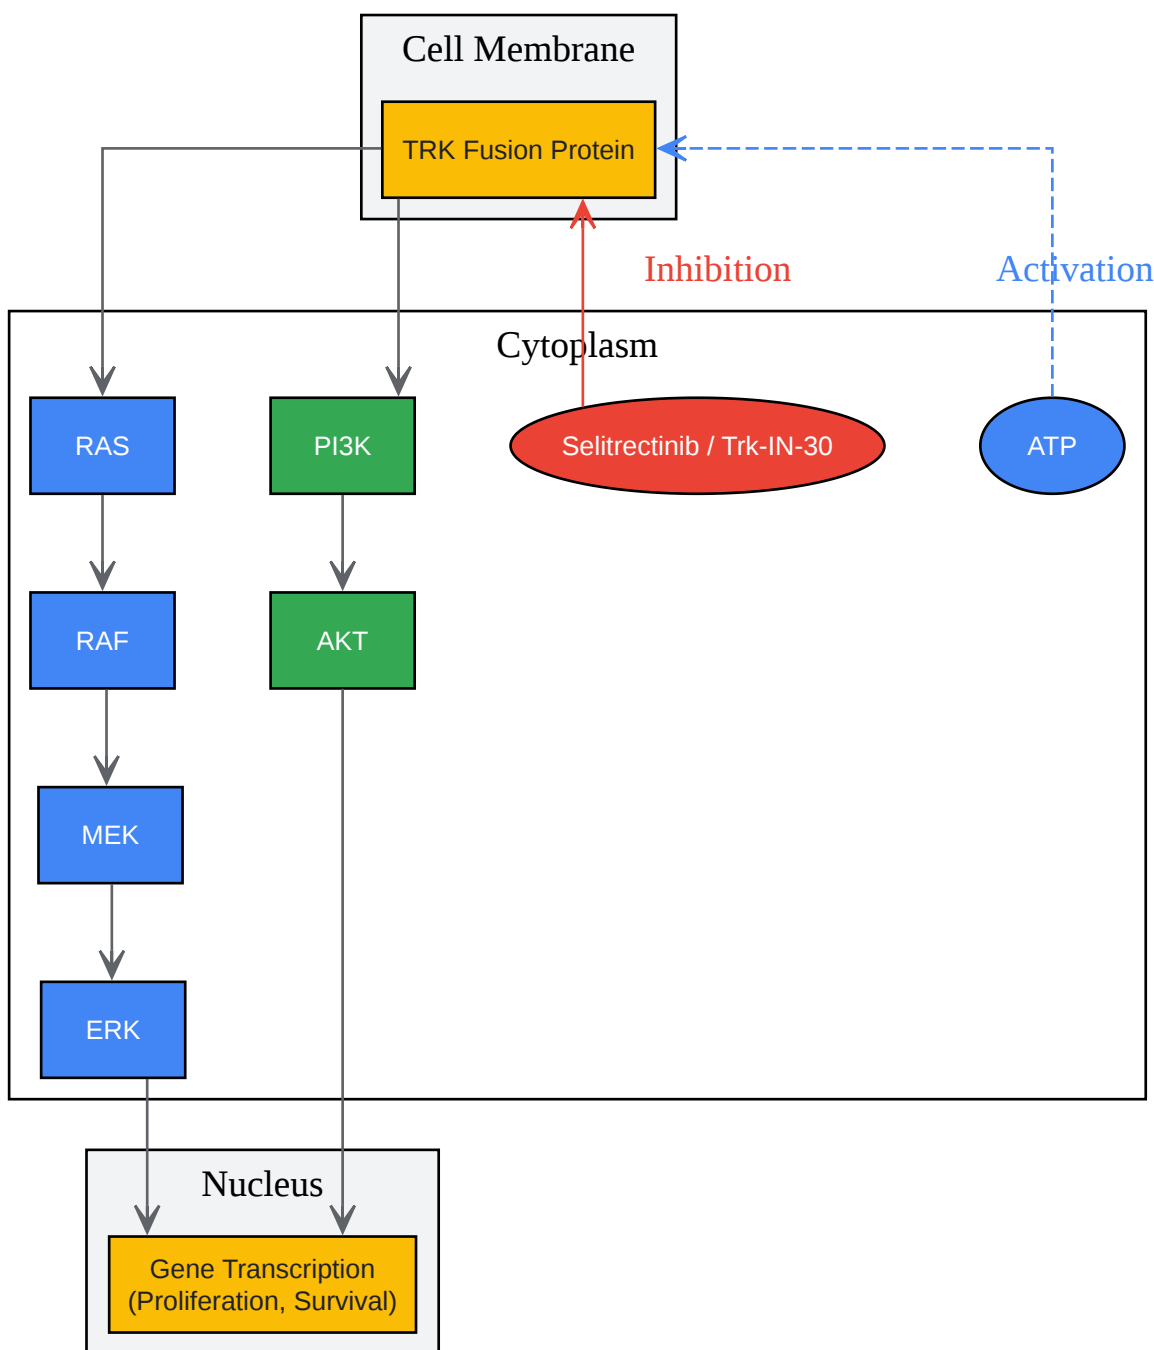 Cell Membrane
TRK Fusion Protein
Inhibition
Activation
Cytoplasm
RAS
PI3K
Selitrectinib / Trk-IN-30
ATP
RAF
AKT
MEK
ERK
Nucleus
Gene Transcription
(Proliferation, Survival)